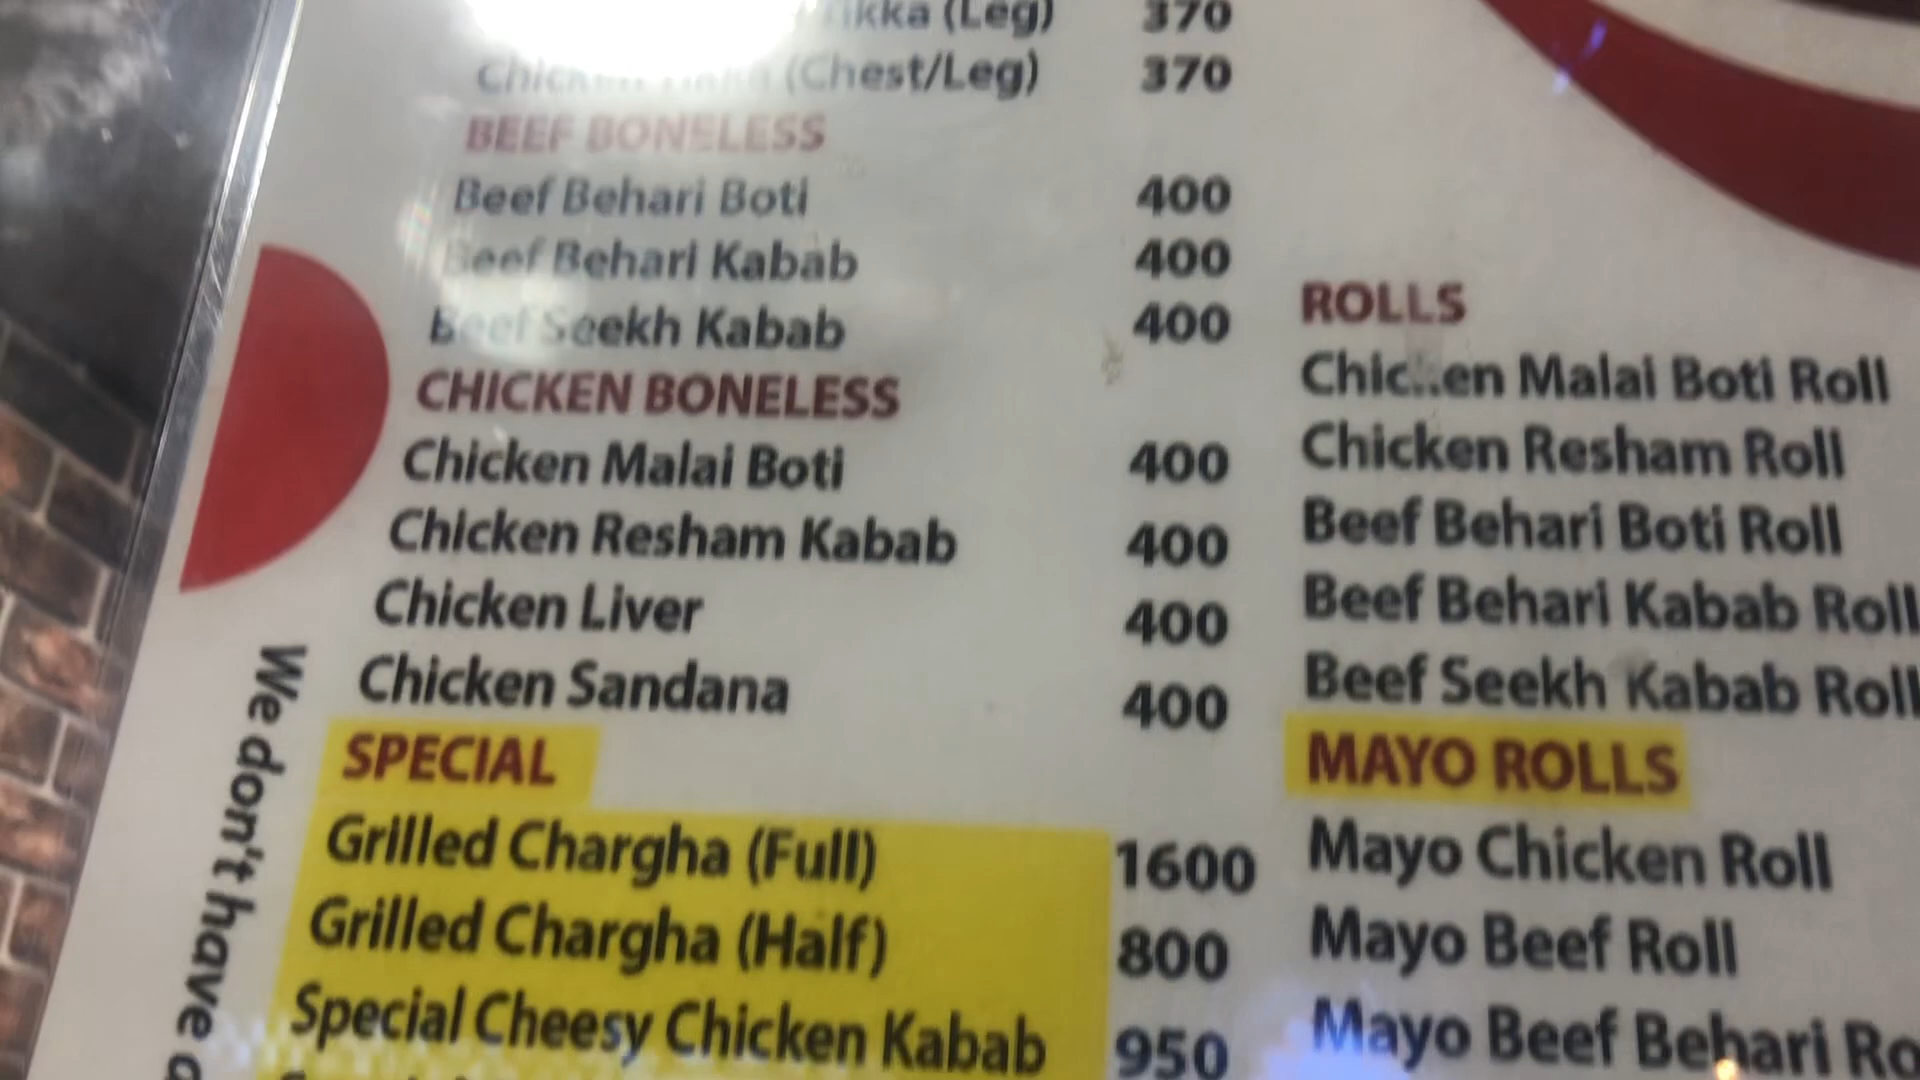 (Leg) 370
(Chest/Leg) 370
BEEF BONELESS
Beef Behari Boti 400
Beef Behari Kabab 400
Beef Seekh Kabab 400
CHICKEN BONELESS
Chicken Malai Boti 400
Chicken Resham Kabab 400
Chicken Liver 400
Chicken Sandana 400
SPECIAL
Grilled Chargha (Full) 1600
Grilled Chargha (Half) 800
Special Cheesy Chicken Kabab 950
ROLLS
Chicken Malai Boti Roll
Chicken Resham Roll
Beef Behari Boti Roll
Beef Behari Kabab Roll
Beef Seekh Kabab Roll
MAYO ROLLS
Mayo Chicken Roll
Mayo Beef Roll
Mayo Beef Behari
We don't have